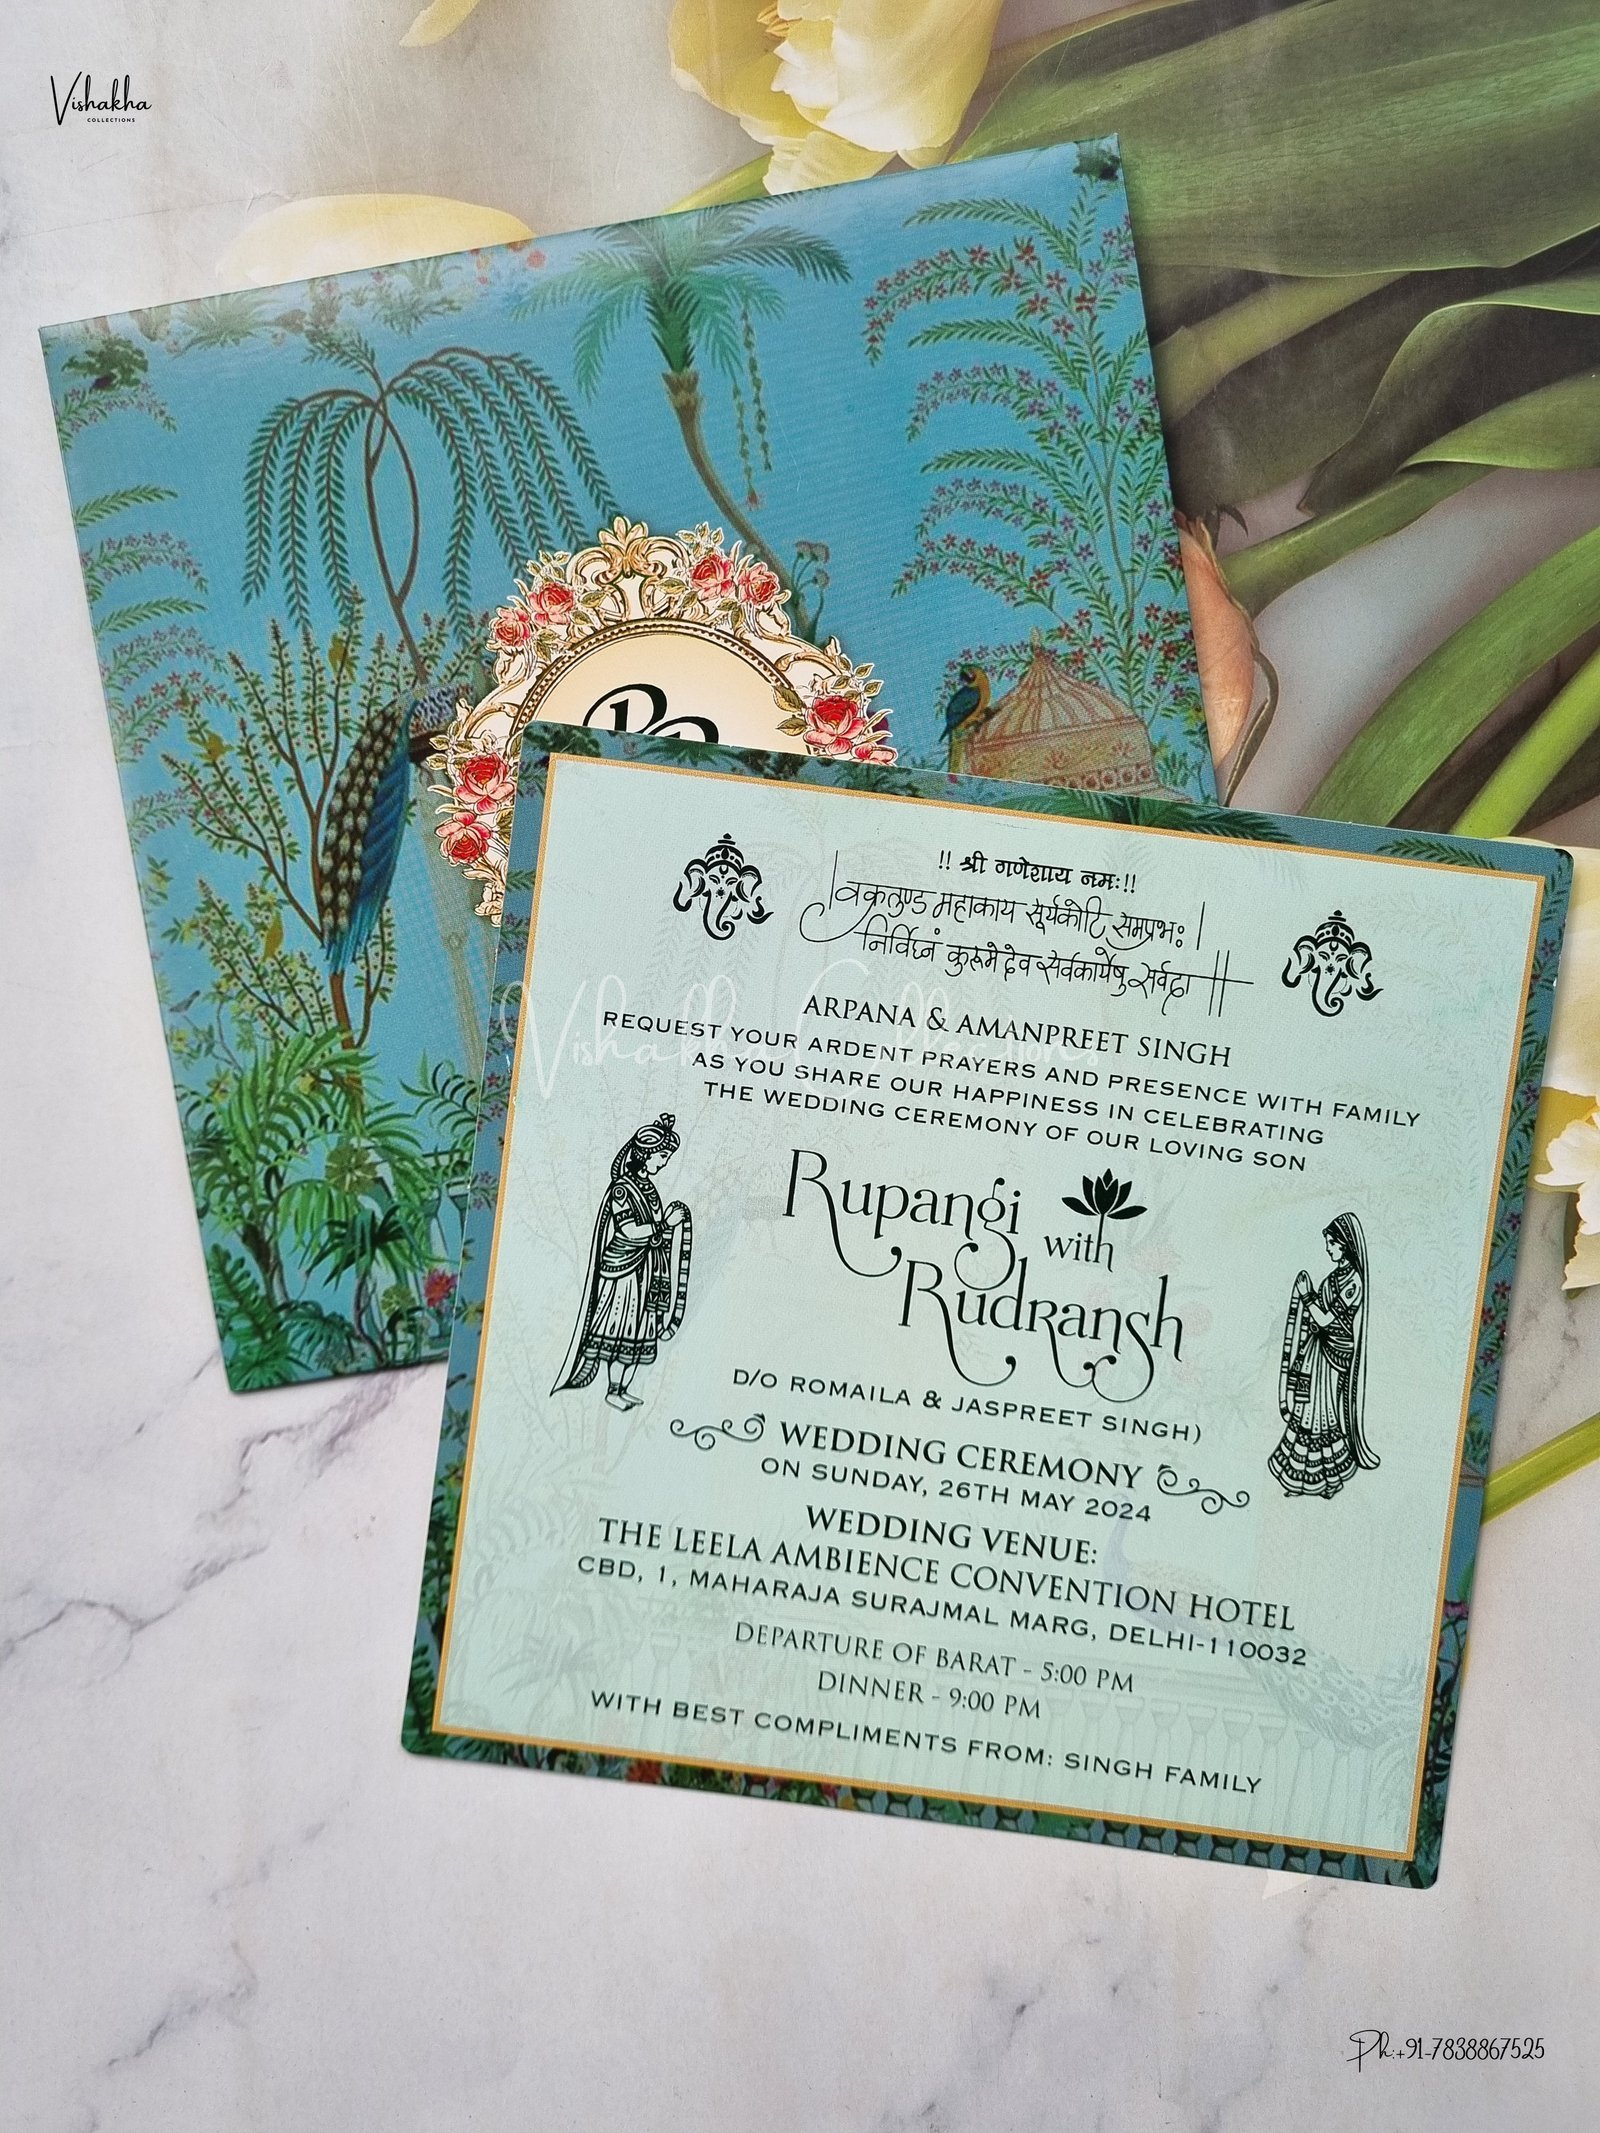 Vishakha
COLLECTIONS
RR
!! श्री गणेशाय नमः!!
वक्रतुण्ड महाकाय सूर्यकोटि समप्रभः।
निर्विघ्नं कुरूमेदेव सर्वकार्येषु सर्वदा ||
ARPANA & AMANPREET SINGH
REQUEST YOUR ARDENT PRAYERS AND PRESENCE WITH FAMILY
AS YOU SHARE OUR HAPPINESS IN CELEBRATING
THE WEDDING CEREMONY OF OUR LOVING SON
Vishakha Collections
Rupangi
with
Rudransh
D/O ROMAILA & JASPREET SINGH)
WEDDING CEREMONY
ON SUNDAY, 26TH MAY 2024
WEDDING VENUE:
THE LEELA AMBIENCE CONVENTION HOTEL
CBD, 1, MAHARAJA SURAJMAL MARG, DELHI-110032
DEPARTURE OF BARAT - 5:00 PM
DINNER - 9:00 PM
WITH BEST COMPLIMENTS FROM: SINGH FAMILY
Ph:+91-7838867525